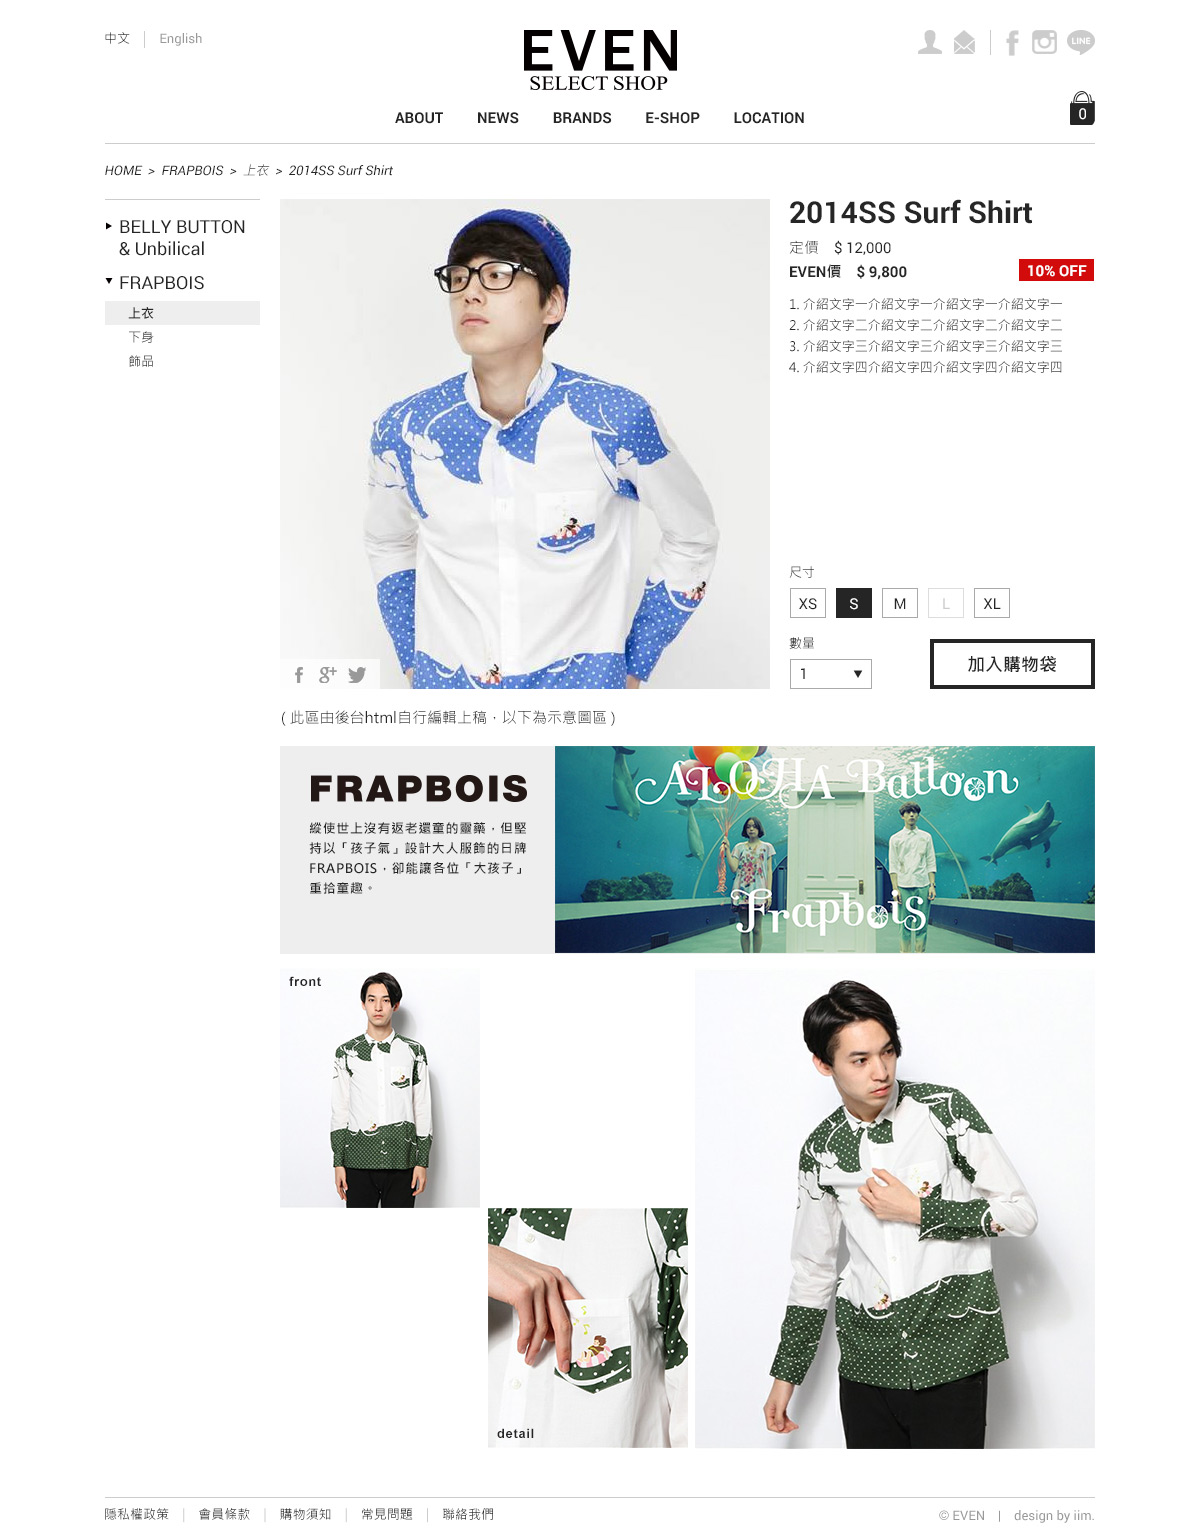 中文
English
EVEN
SELECT SHOP
LINE
ABOUT
NEWS
BRANDS
E-SHOP
LOCATION
0
HOME > FRAPBOIS > 上衣 > 2014SS Surf Shirt
BELLY BUTTON
& Unbilical
FRAPBOIS
上衣
下身
飾品
2014SS Surf Shirt
定價 $ 12,000
EVEN價 $ 9,800
10% OFF
1. 介紹文字一介紹文字一介紹文字一介紹文字一
2. 介紹文字二介紹文字二介紹文字二介紹文字二
3. 介紹文字三介紹文字三介紹文字三介紹文字三
4. 介紹文字四介紹文字四介紹文字四介紹文字四
尺寸
XS
S
M
L
XL
數量
1
加入購物袋
( 此區由後台html自行編輯上稿，以下為示意圖區 )
FRAPBOIS
縱使世上沒有返老還童的靈藥，但堅
持以「孩子氣」設計大人服飾的日牌
FRAPBOIS，卻能讓各位「大孩子」
重拾童趣。
ALOHA Balloon
Frapbois
front
detail
隱私權政策 | 會員條款 | 購物須知 | 常見問題 | 聯絡我們
© EVEN | design by iim.